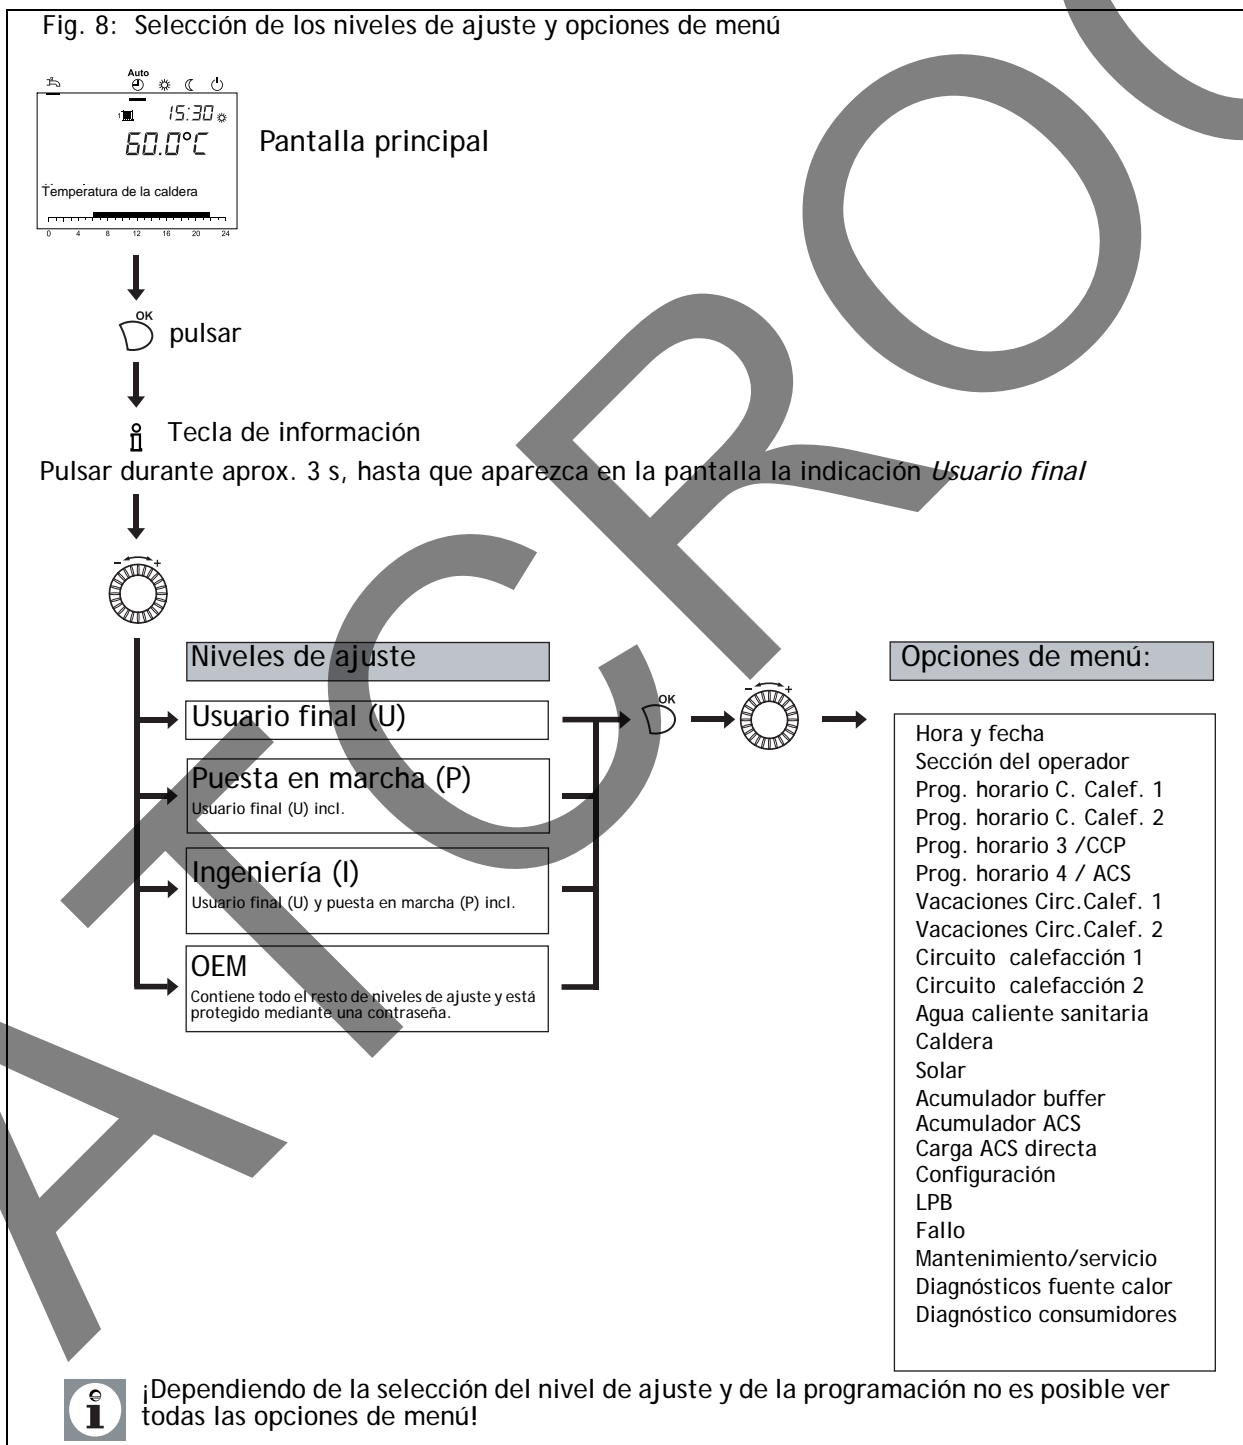 Fig. 8: Selección de los niveles de ajuste y opciones de menú
Auto
15:30
60.0°C
Pantalla principal
Temperatura de la caldera
0 4 8 12 16 20 24
OK
pulsar
Tecla de información
Pulsar durante aprox. 3 s, hasta que aparezca en la pantalla la indicación Usuario final
- +
Niveles de ajuste
Usuario final (U)
Puesta en marcha (P)
Usuario final (U) incl.
Ingeniería (I)
Usuario final (U) y puesta en marcha (P) incl.
OEM
Contiene todo el resto de niveles de ajuste y está
protegido mediante una contraseña.
OK
- +
Opciones de menú:
Hora y fecha
Sección del operador
Prog. horario C. Calef. 1
Prog. horario C. Calef. 2
Prog. horario 3 /CCP
Prog. horario 4 / ACS
Vacaciones Circ.Calef. 1
Vacaciones Circ.Calef. 2
Circuito calefacción 1
Circuito calefacción 2
Agua caliente sanitaria
Caldera
Solar
Acumulador buffer
Acumulador ACS
Carga ACS directa
Configuración
LPB
Fallo
Mantenimiento/servicio
Diagnósticos fuente calor
Diagnóstico consumidores
¡Dependiendo de la selección del nivel de ajuste y de la programación no es posible ver
todas las opciones de menú!
ATCRO